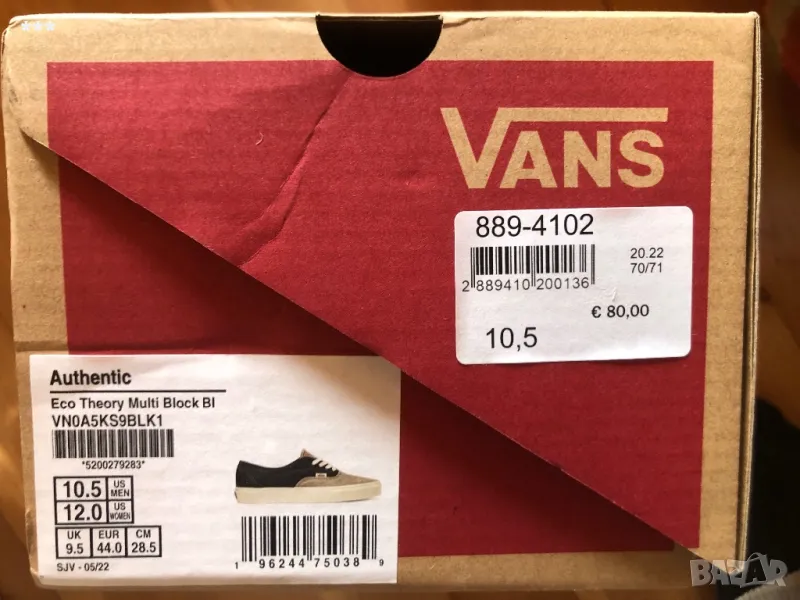 ***
VANS
889-4102
2 889410 200136
20.22
70/71
€ 80,00
10,5
Authentic
Eco Theory Multi Block Bl
VN0A5KS9BLK1
*5200279283*
10.5 US MEN
12.0 US WOMEN
UK EUR CM
9.5 44.0 28.5
SJV - 05/22
1 96244 75038 9
BAZAR